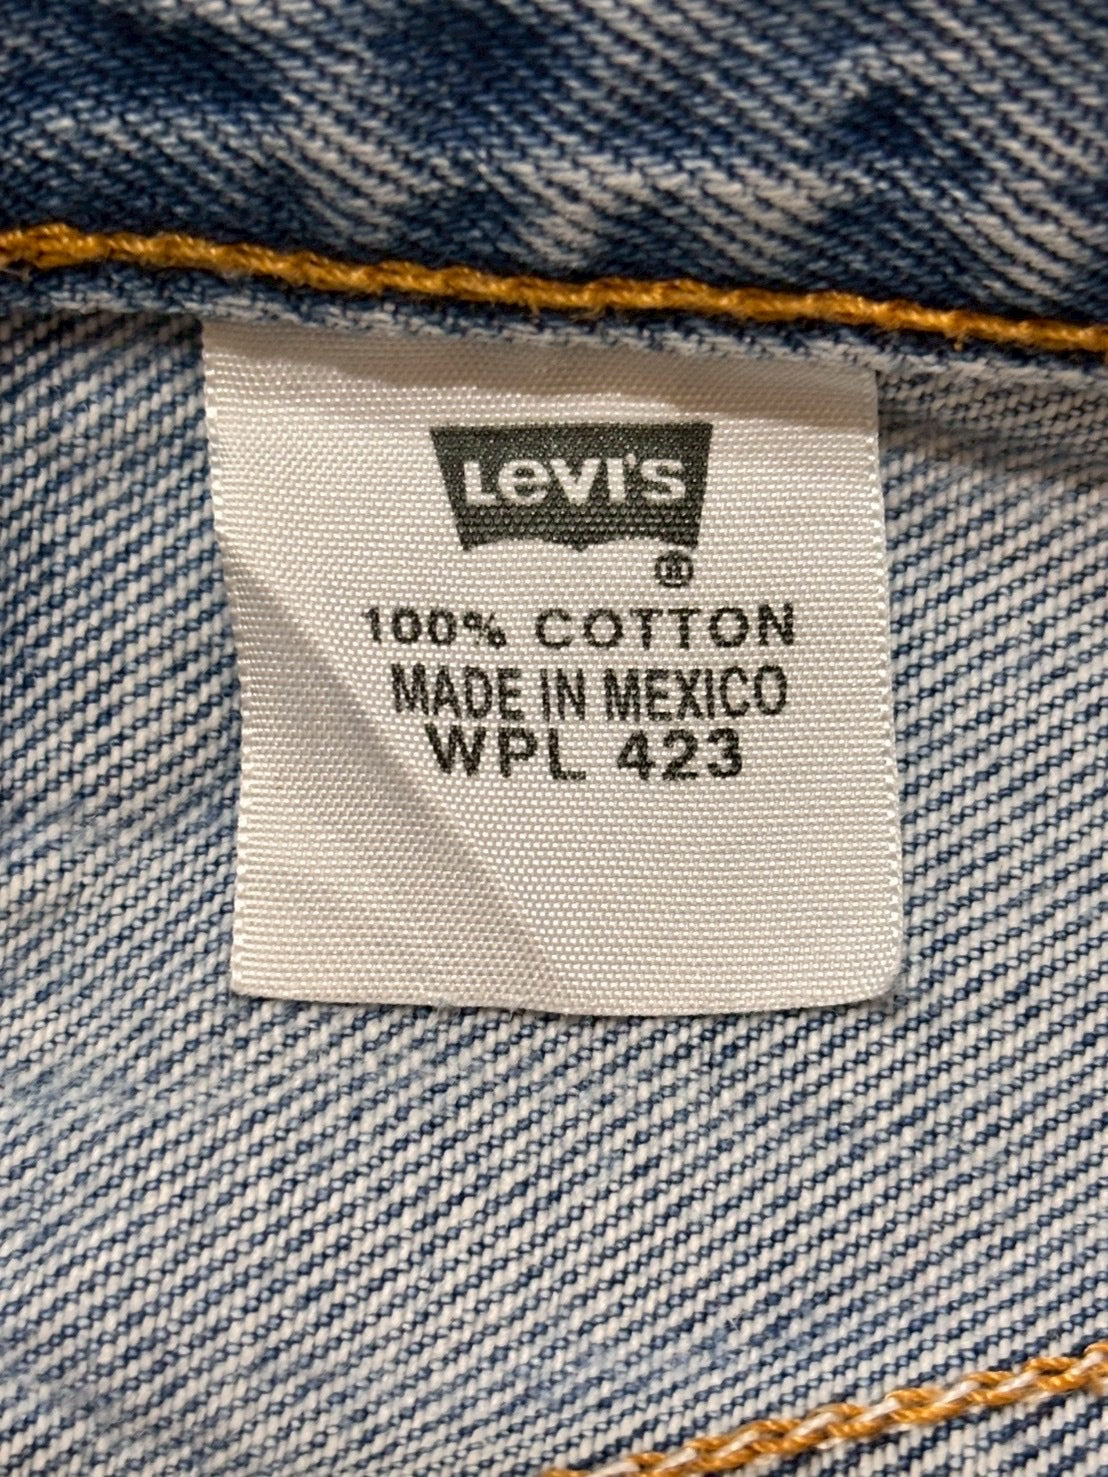 Levi's
®
100% COTTON
MADE IN MEXICO
WPL 423